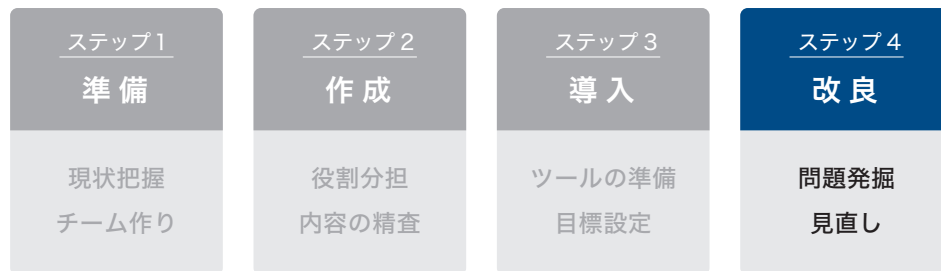 ステップ1
準備
現状把握
チーム作り
ステップ2
作成
役割分担
内容の精査
ステップ3
導入
ツールの準備
目標設定
ステップ4
改良
問題発掘
見直し